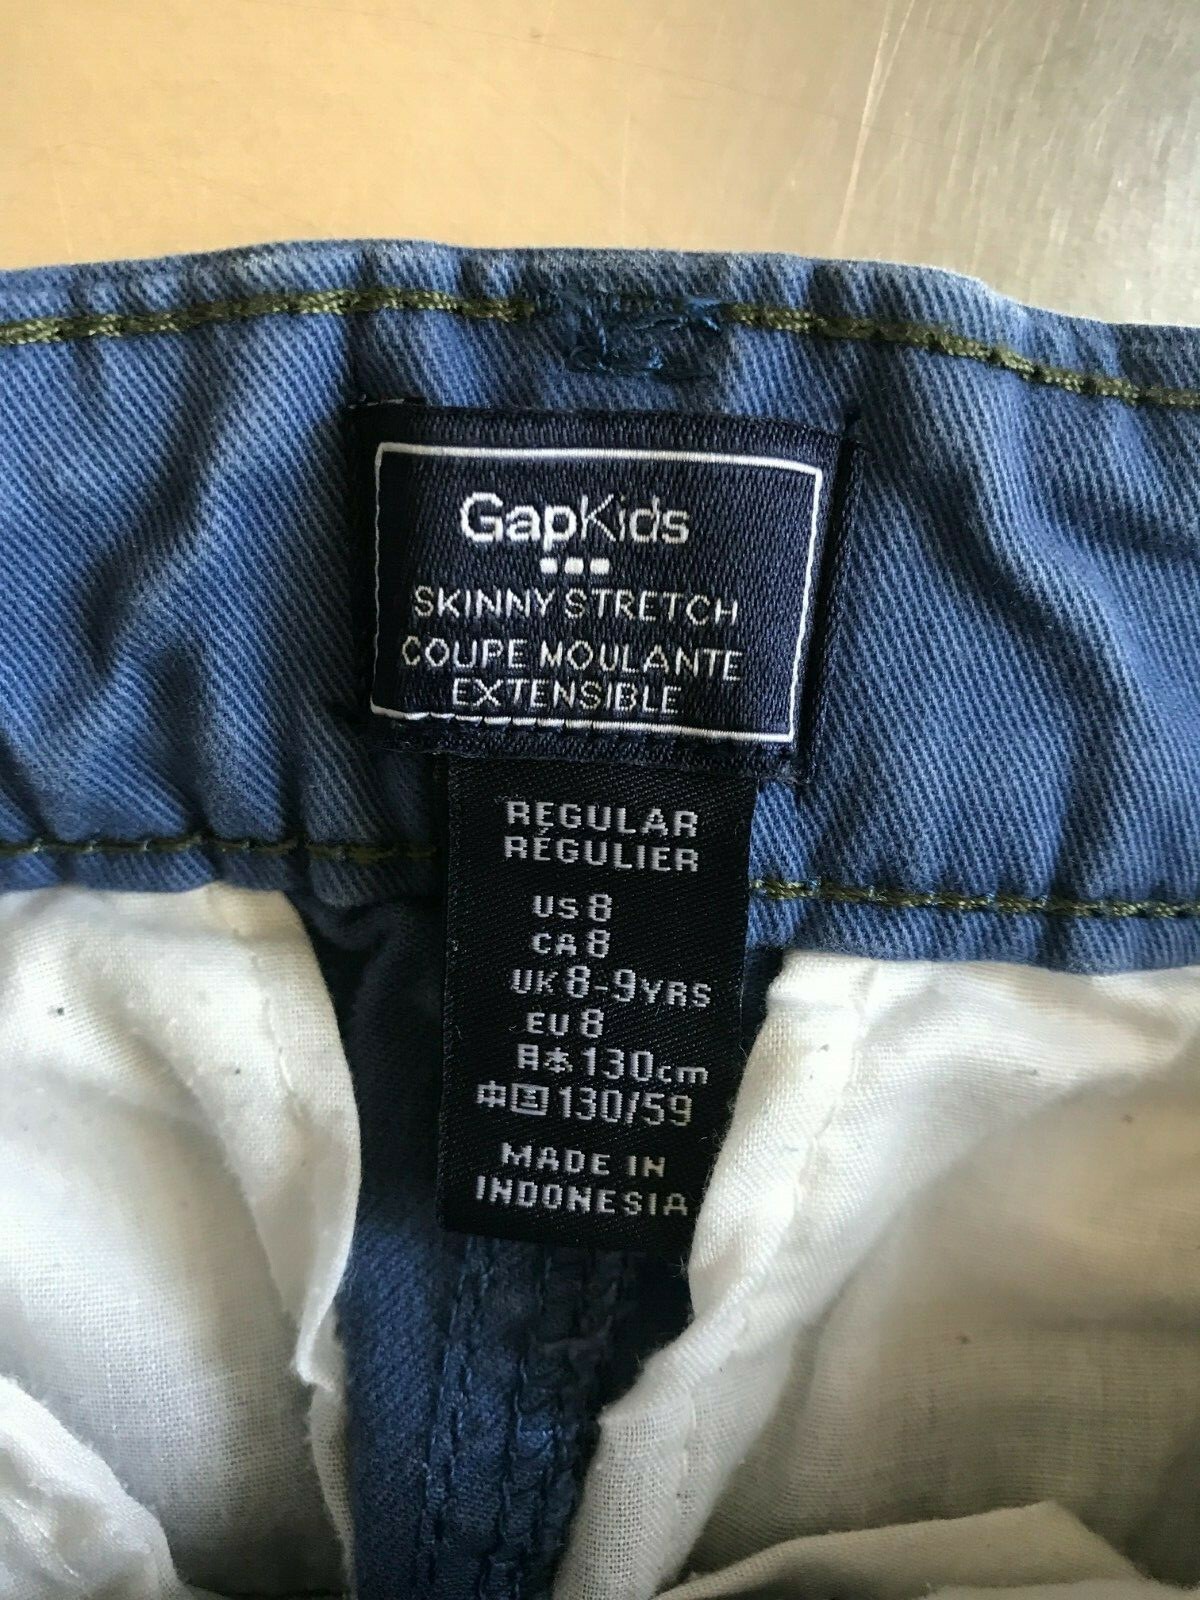 GapKids
SKINNY STRETCH
COUPE MOULANTE
EXTENSIBLE
REGULAR
RÉGULIER
US 8
CA 8
UK 8-9YRS
EU 8
日本 130cm
中国 130/59
MADE IN
INDONESIA